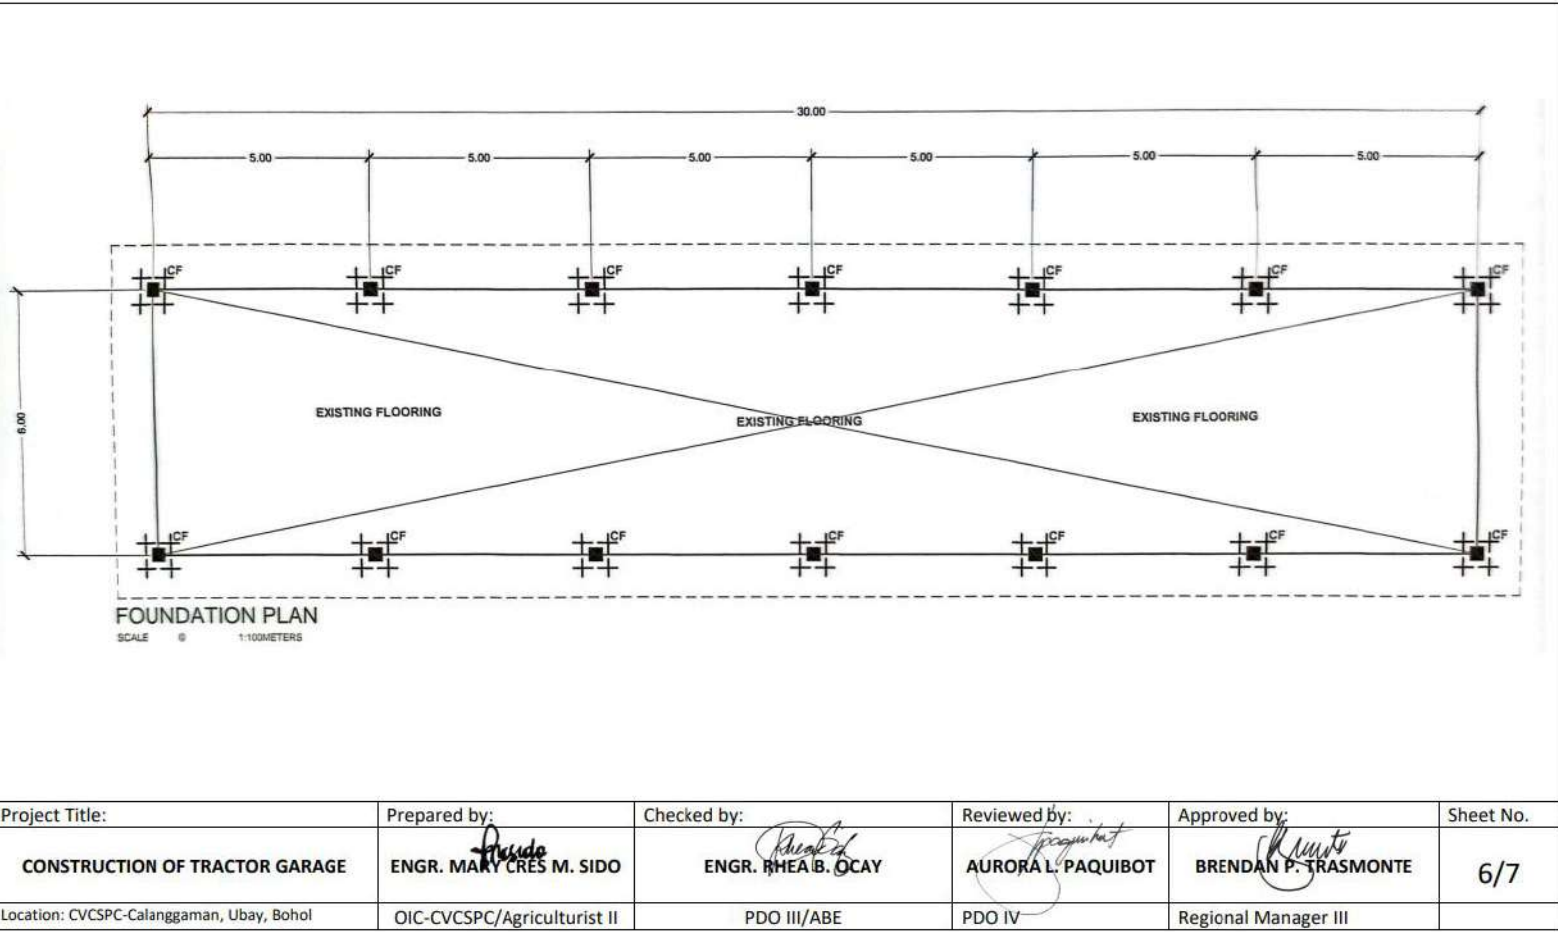 30.00
5.00 5.00 5.00 5.00 5.00 5.00
CF CF CF CF CF CF CF
6.00
EXISTING FLOORING EXISTING FLOORING EXISTING FLOORING
CF CF CF CF CF CF CF
FOUNDATION PLAN
SCALE @ 1:100METERS
Project Title: Prepared by: Checked by: Reviewed by: Approved by: Sheet No.
CONSTRUCTION OF TRACTOR GARAGE ENGR. MARY CRES M. SIDO ENGR. RHEA B. OCAY AURORA L. PAQUIBOT BRENDAN P. TRASMONTE 6/7
Location: CVCSPC-Calanggaman, Ubay, Bohol OIC-CVCSPC/Agriculturist II PDO III/ABE PDO IV Regional Manager III